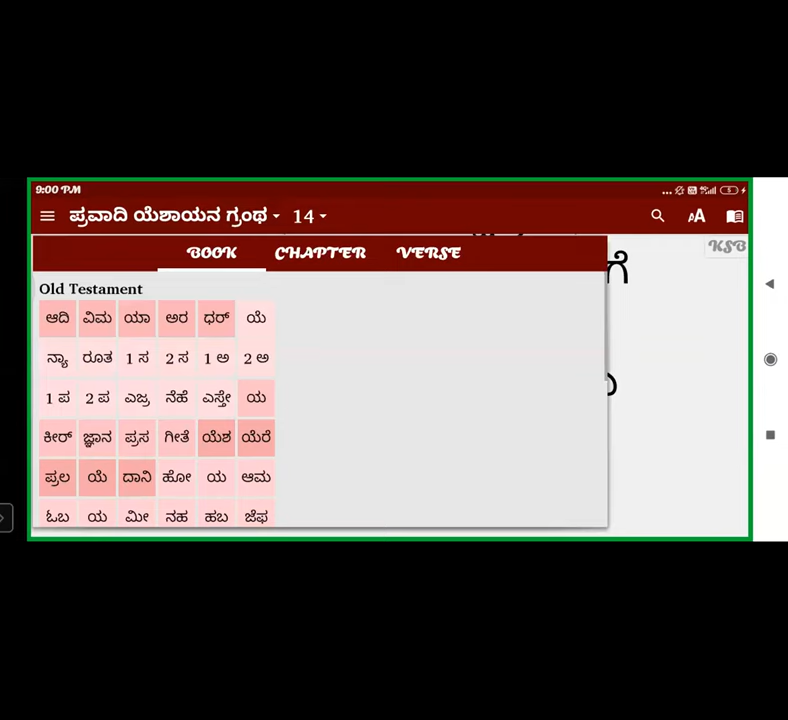 9:00 PM
ಪ್ರವಾದಿ ಯೆಶಾಯನ ಗ್ರಂಥ 14
AA
KSB
BOOK CHAPTER VERSE
ಗೆ
Old Testament
ಆದಿ ವಿಮ ಯಾ ಅರ ಧರ್ ಯೆ
ನ್ಯಾ ರೂತ 1 ಸ 2 ಸ 1 ಅ 2 ಅ
1 ಪ 2 ಪ ಎಜ್ರ ನೆಹೆ ಎಸ್ತೇ ಯ
ಕೀರ್ ಜ್ಞಾನ ಪ್ರಸ ಗೀತೆ ಯೆಶ ಯೆರೆ
ಪ್ರಲ ಯೆ ದಾನಿ ಹೋ ಯ ಆಮ
ಓಬ ಯ ಮೀ ನಹ ಹಬ ಜೆಫ